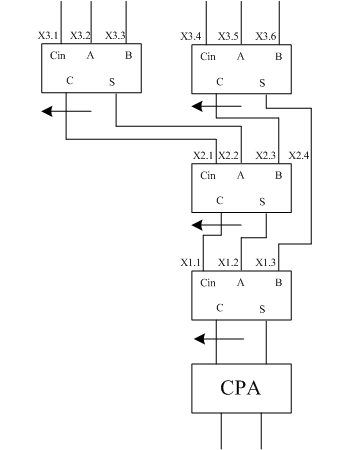 X3.1 X3.2 X3.3 X3.4 X3.5 X3.6
Cin A B Cin A B
C S C S
X2.1 X2.2 X2.3 X2.4
Cin A B
C S
X1.1 X1.2 X1.3
Cin A B
C S
CPA